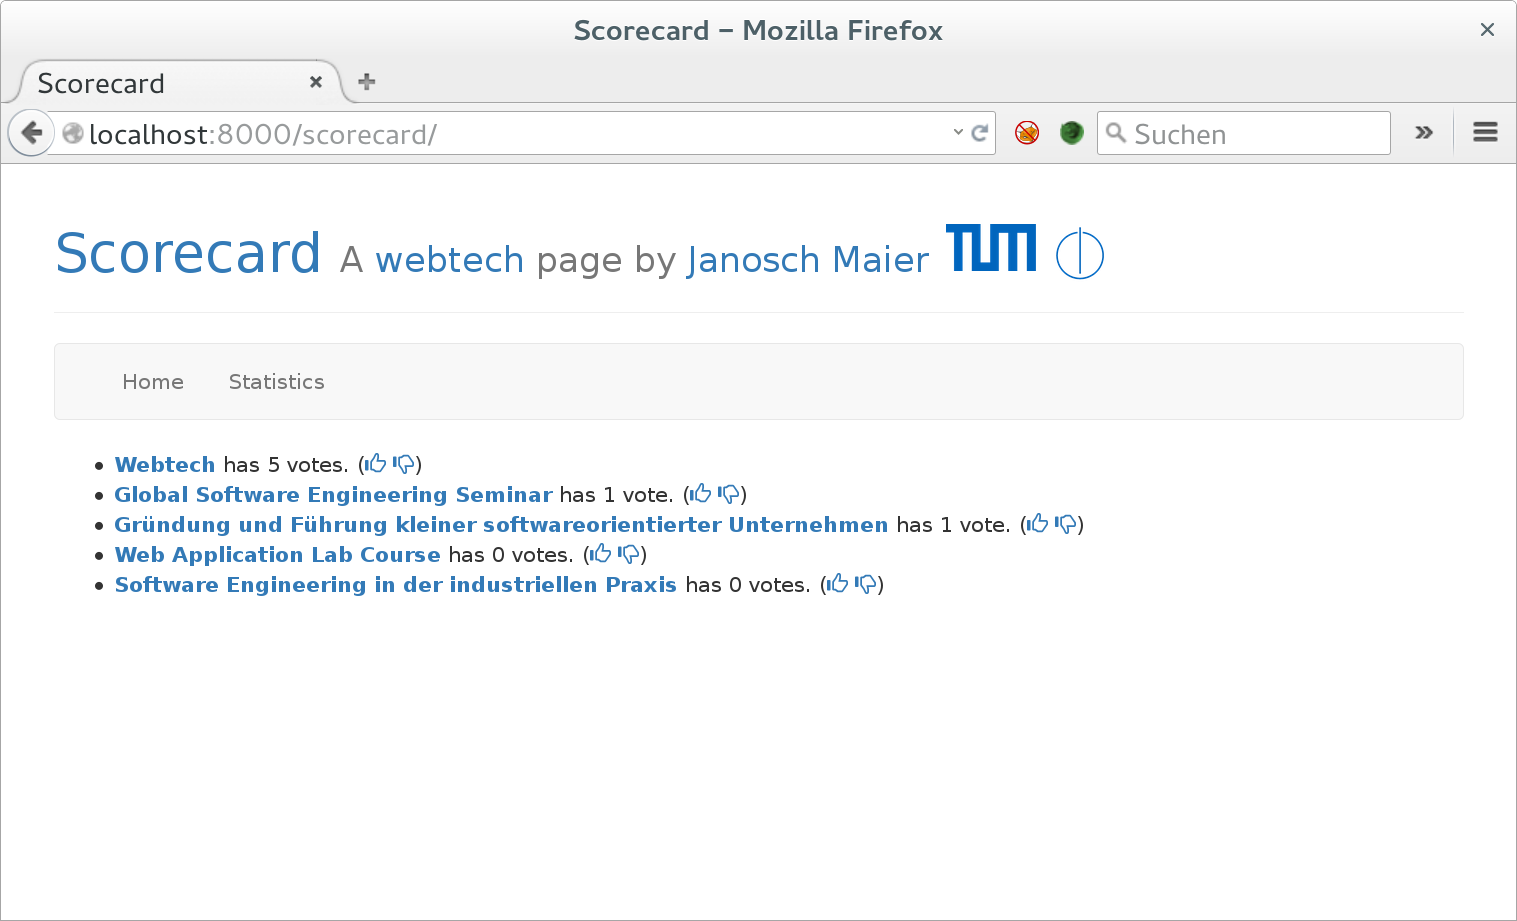 Scorecard – Mozilla Firefox
Scorecard
localhost:8000/scorecard/
Suchen
Scorecard A webtech page by Janosch Maier TUM
Home Statistics
Webtech has 5 votes. ( )
Global Software Engineering Seminar has 1 vote. ( )
Gründung und Führung kleiner softwareorientierter Unternehmen has 1 vote. ( )
Web Application Lab Course has 0 votes. ( )
Software Engineering in der industriellen Praxis has 0 votes. ( )